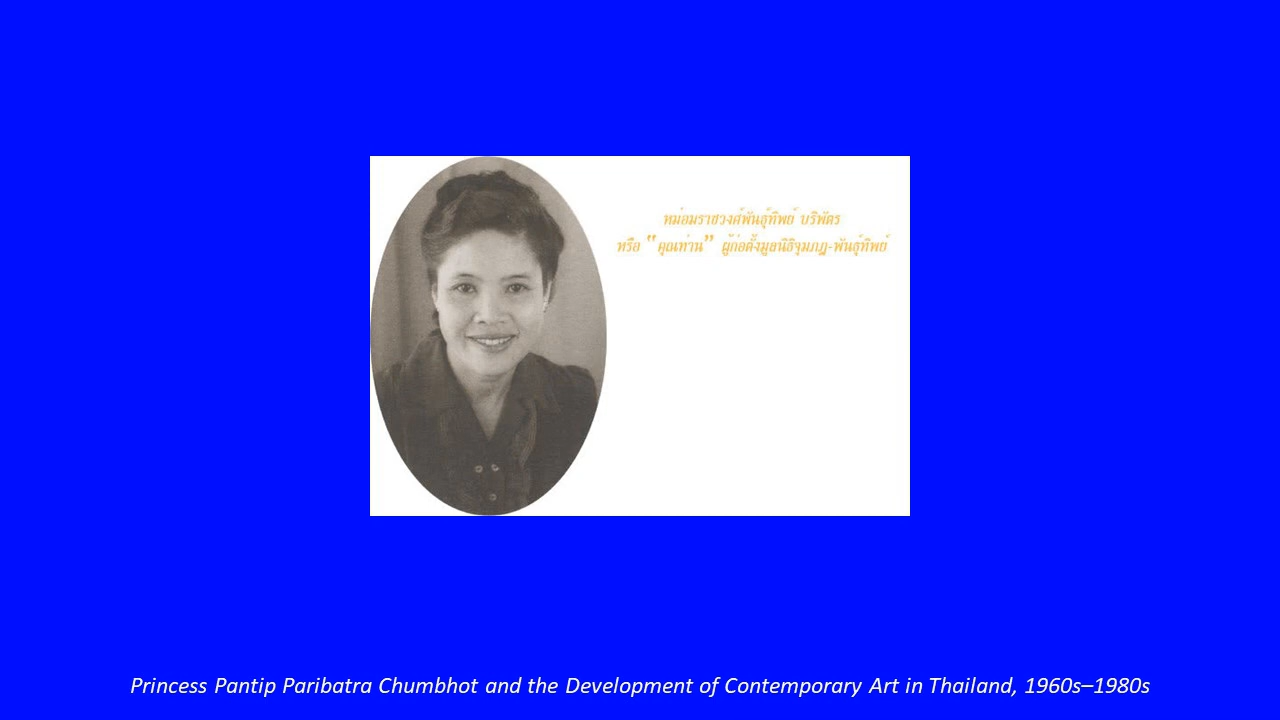 หม่อมราชวงศ์พันธุ์ทิพย์ บริพัตร
หรือ “คุณท่าน” ผู้ก่อตั้งมูลนิธิจุมภฏ-พันธุ์ทิพย์
Princess Pantip Paribatra Chumbhot and the Development of Contemporary Art in Thailand, 1960s–1980s